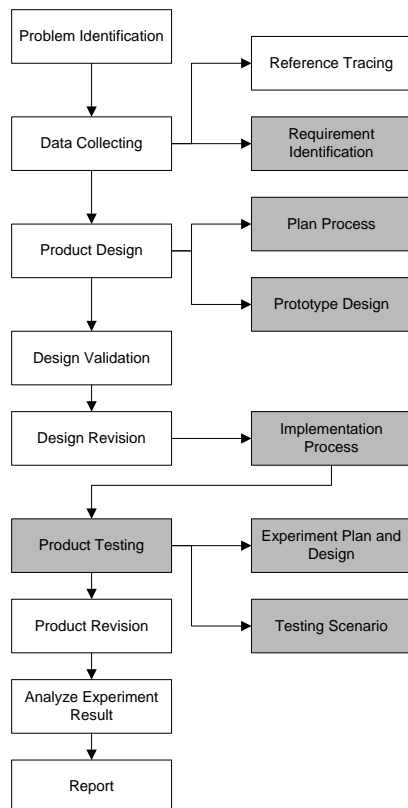 Problem Identification
Reference Tracing
Data Collecting
Requirement
Identification
Plan Process
Product Design
Prototype Design
Design Validation
Design Revision
Implementation
Process
Product Testing
Experiment Plan and
Design
Product Revision
Testing Scenario
Analyze Experiment
Result
Report